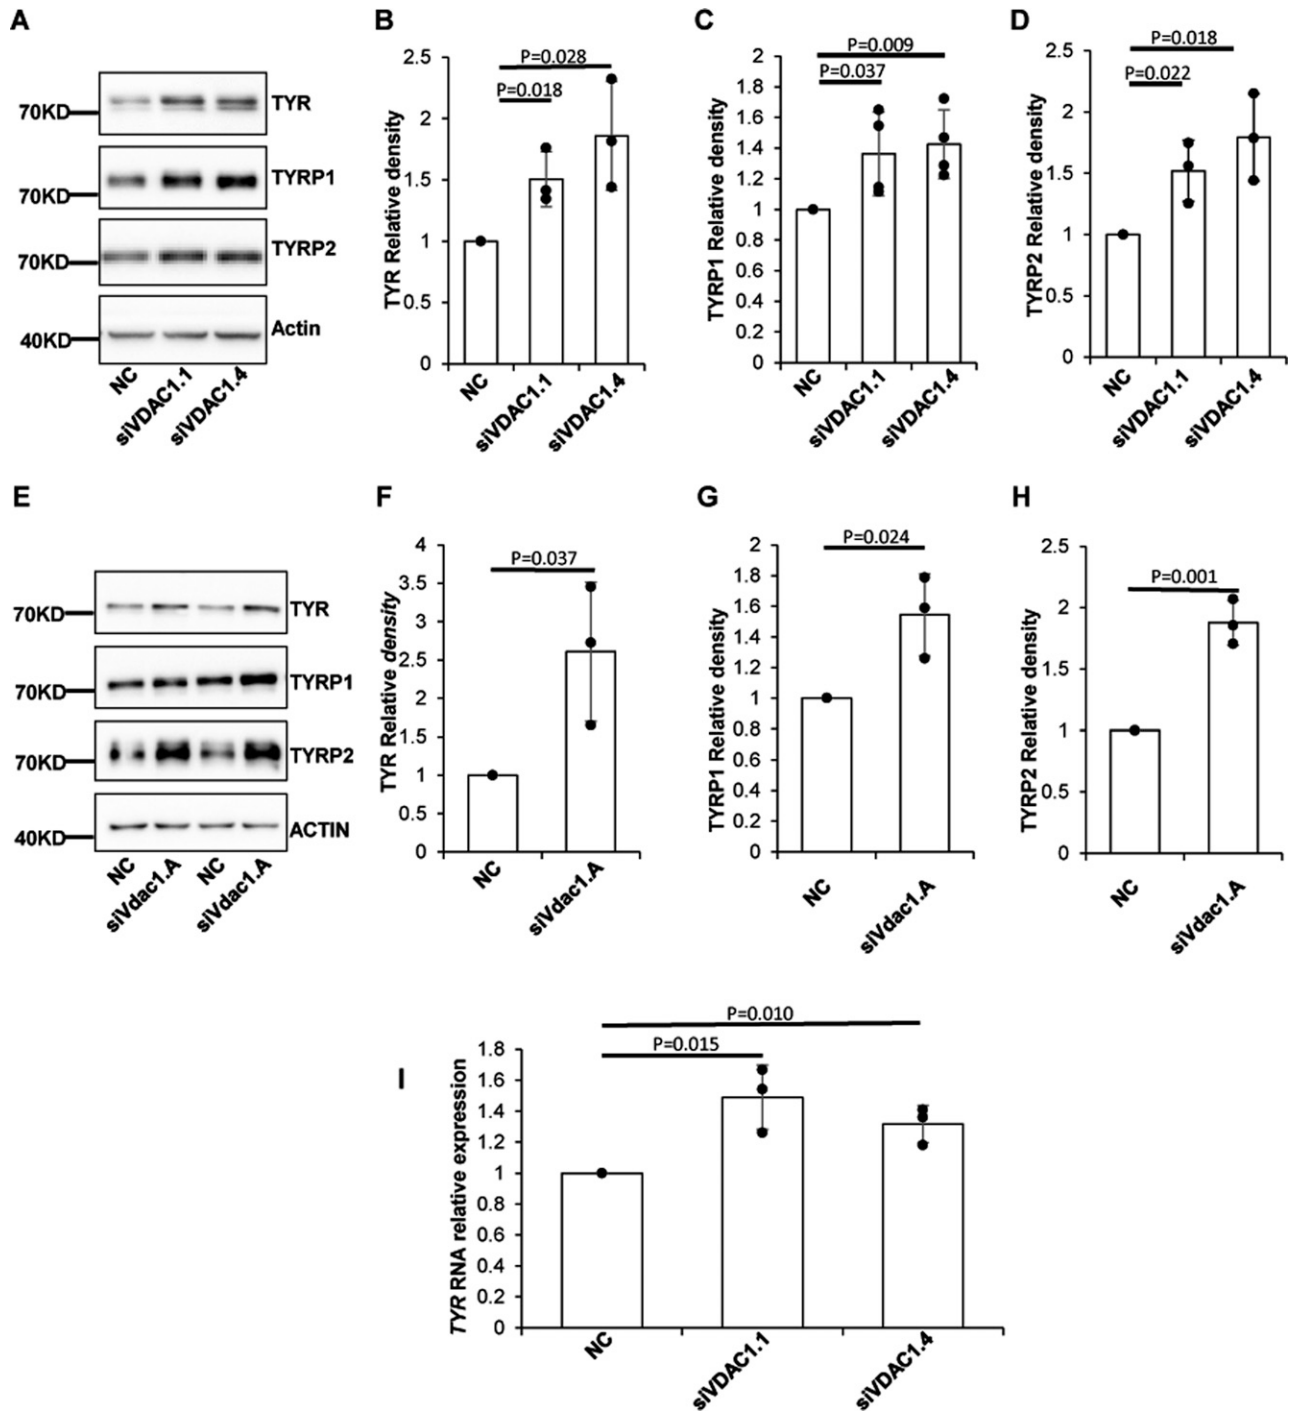 A
70KD
TYR
70KD
TYRP1
70KD
TYRP2
40KD
Actin
NC
siVDAC1.1
siVDAC1.4
B
TYR Relative density
2.5
2
1.5
1
0.5
0
P=0.028
P=0.018
NC
siVDAC1.1
siVDAC1.4
C
TYRP1 Relative density
2
1.8
1.6
1.4
1.2
1
0.8
0.6
0.4
0.2
0
P=0.009
P=0.037
NC
siVDAC1.1
siVDAC1.4
D
TYRP2 Relative density
2.5
2
1.5
1
0.5
0
P=0.018
P=0.022
NC
siVDAC1.1
siVDAC1.4
E
70KD
TYR
70KD
TYRP1
70KD
TYRP2
40KD
ACTIN
NC
siVdac1.A
NC
siVdac1.A
F
TYR Relative density
4
3.5
3
2.5
2
1.5
1
0.5
0
P=0.037
NC
siVdac1.A
G
TYRP1 Relative density
2
1.8
1.6
1.4
1.2
1
0.8
0.6
0.4
0.2
0
P=0.024
NC
siVdac1.A
H
TYRP2 Relative density
2.5
2
1.5
1
0.5
0
P=0.001
NC
siVdac1.A
I
TYR RNA relative expression
1.8
1.6
1.4
1.2
1
0.8
0.6
0.4
0.2
0
P=0.010
P=0.015
NC
siVDAC1.1
siVDAC1.4